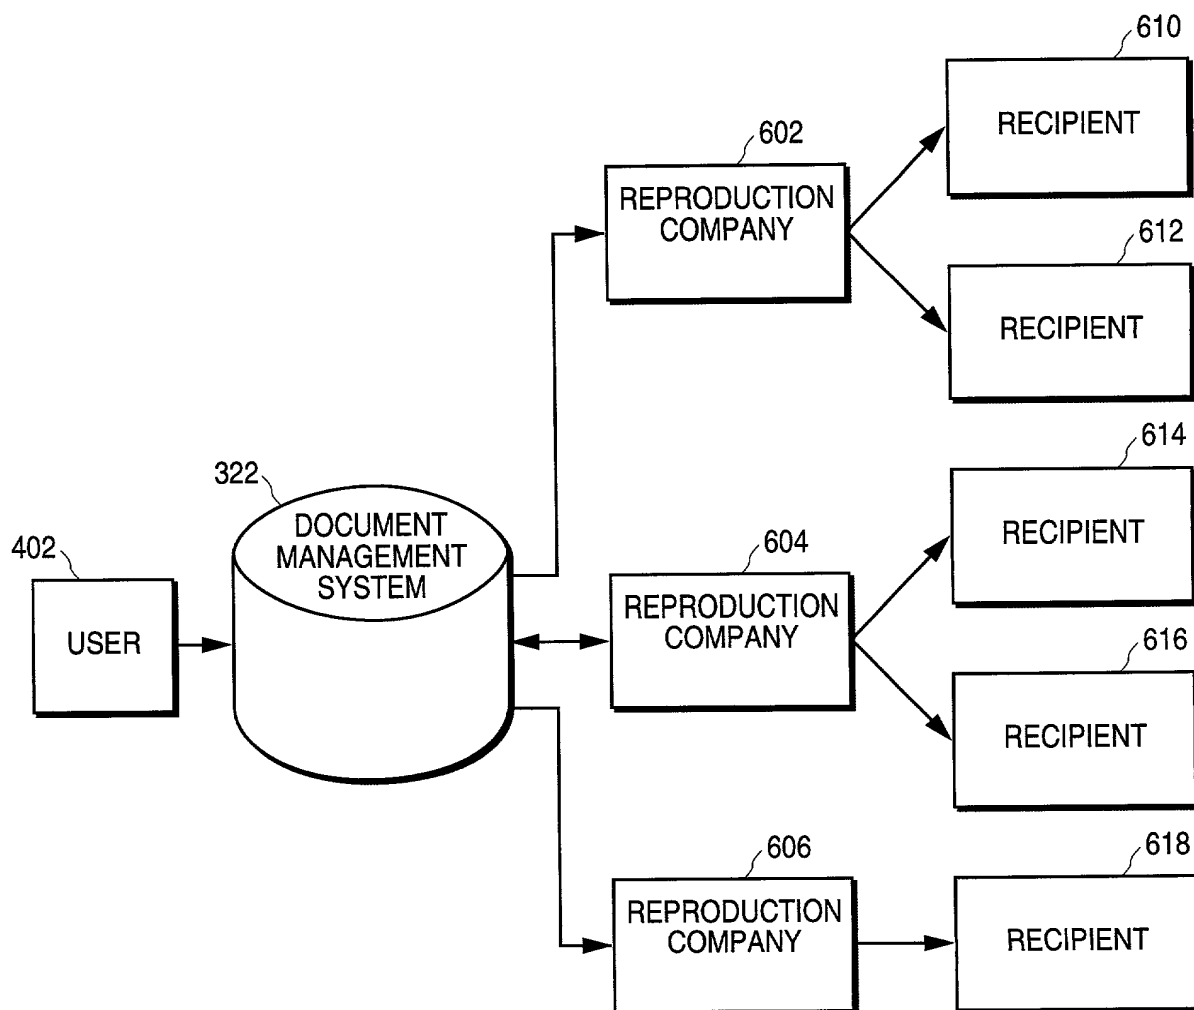 610
RECIPIENT
602
REPRODUCTION
COMPANY
612
RECIPIENT
614
RECIPIENT
322
DOCUMENT
MANAGEMENT
SYSTEM
402
USER
604
REPRODUCTION
COMPANY
616
RECIPIENT
606
REPRODUCTION
COMPANY
618
RECIPIENT